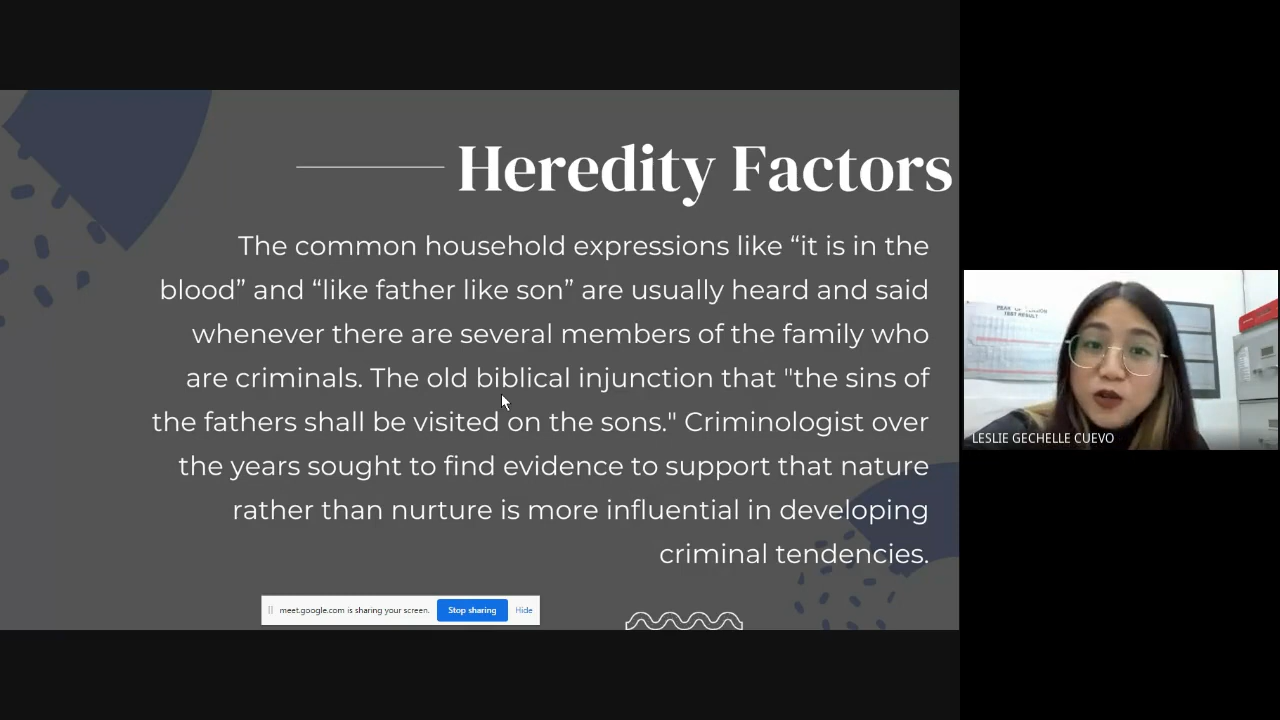 Heredity Factors
The common household expressions like “it is in the
blood” and “like father like son” are usually heard and said
whenever there are several members of the family who
are criminals. The old biblical injunction that "the sins of
the fathers shall be visited on the sons." Criminologist over
the years sought to find evidence to support that nature
rather than nurture is more influential in developing
criminal tendencies.
meet.google.com is sharing your screen.
Stop sharing
Hide
TEST RESULT
LESLIE GECHELLE CUEVO